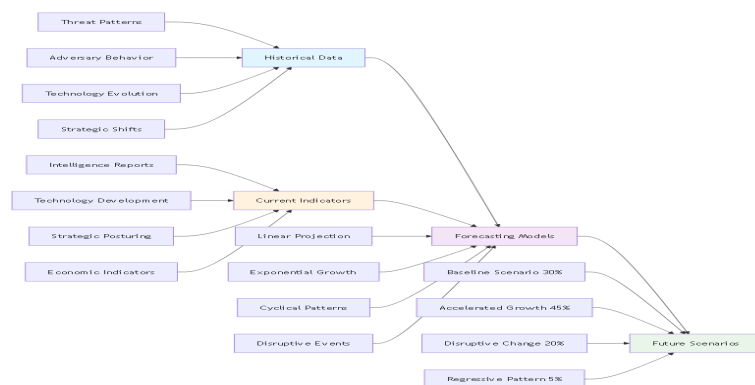 Threat Patterns
Adversary Behavior
Historical Data
Technology Evolution
Strategic Shifts
Intelligence Reports
Technology Development
Current Indicators
Strategic Posturing
Linear Projection
Forecasting Models
Economic Indicators
Exponential Growth
Baseline Scenario 30%
Cyclical Patterns
Accelerated Growth 45%
Disruptive Events
Disruptive Change 20%
Future Scenarios
Regressive Pattern 5%